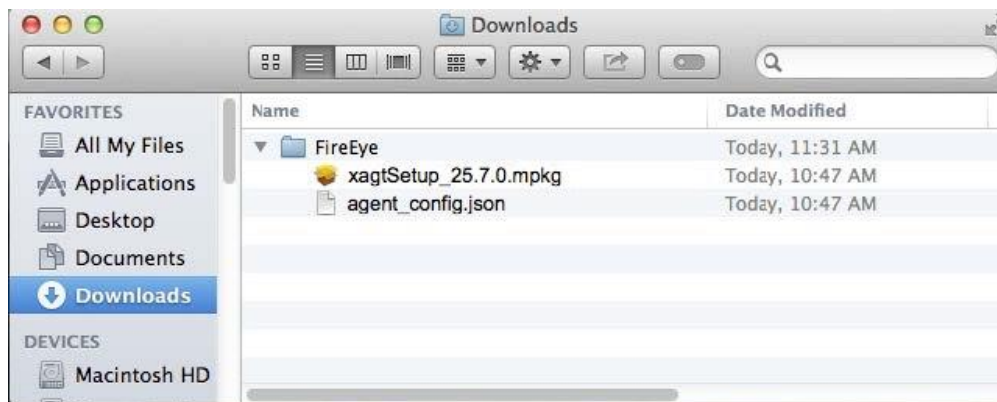 Downloads
FAVORITES
All My Files
Applications
Desktop
Documents
Downloads
DEVICES
Macintosh HD
Name
Date Modified
FireEye
Today, 11:31 AM
xagtSetup_25.7.0.mpkg
Today, 10:47 AM
agent_config.json
Today, 10:47 AM